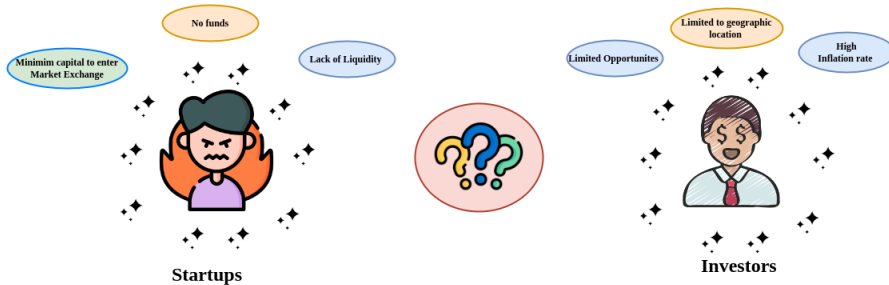 No funds
Minimim capital to enter
Market Exchange
Lack of Liquidity
Startups
Limited to geographic
location
Limited Opportunites
High
Inflation rate
Investors